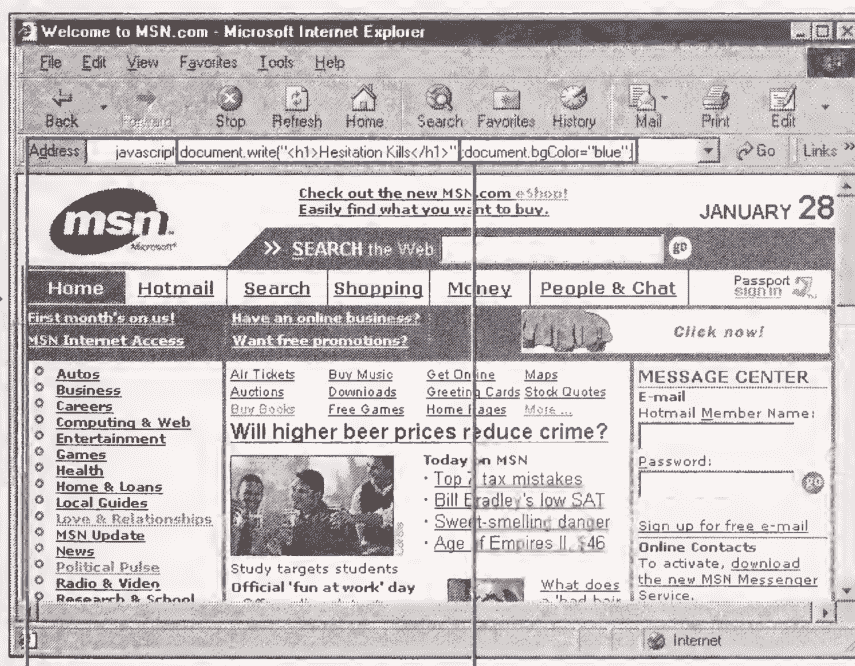 Welcome to MSN.com - Microsoft Internet Explorer
File Edit View Favorites Tools Help
Back Forward Stop Refresh Home Search Favorites History Mail Print Edit
Address javascript document.write("<h1>Hesitation Kills</h1>" ;document.bgColor="blue"; Go Links »
msn.
Microsoft®
Check out the new MSN.com eShop!
Easily find what you want to buy.
JANUARY 28
>> SEARCH the Web go
Home Hotmail Search Shopping Money People & Chat Passport
sign in
First month's on us! Have an online business?
MSN Internet Access Want free promotions?
Click now!
Autos
Business
Careers
Computing & Web
Entertainment
Games
Health
Home & Loans
Local Guides
Love & Relationships
MSN Update
News
Political Pulse
Radio & Video
Research & School
Air Tickets Buy Music Get Online Maps
Auctions Downloads Greeting Cards Stock Quotes
Buy Books Free Games Home Pages More ...
Will higher beer prices reduce crime?
Study targets students
Official 'fun at work' day
Today on MSN
· Top 7 tax mistakes
· Bill Bradley's low SAT
· Sweet-smelling danger
· Age of Empires II, $46
What does
a 'bad hair
MESSAGE CENTER
E-mail
Hotmail Member Name:
Password:
go
Sign up for free e-mail
Online Contacts
To activate, download
the new MSN Messenger
Service.
Internet